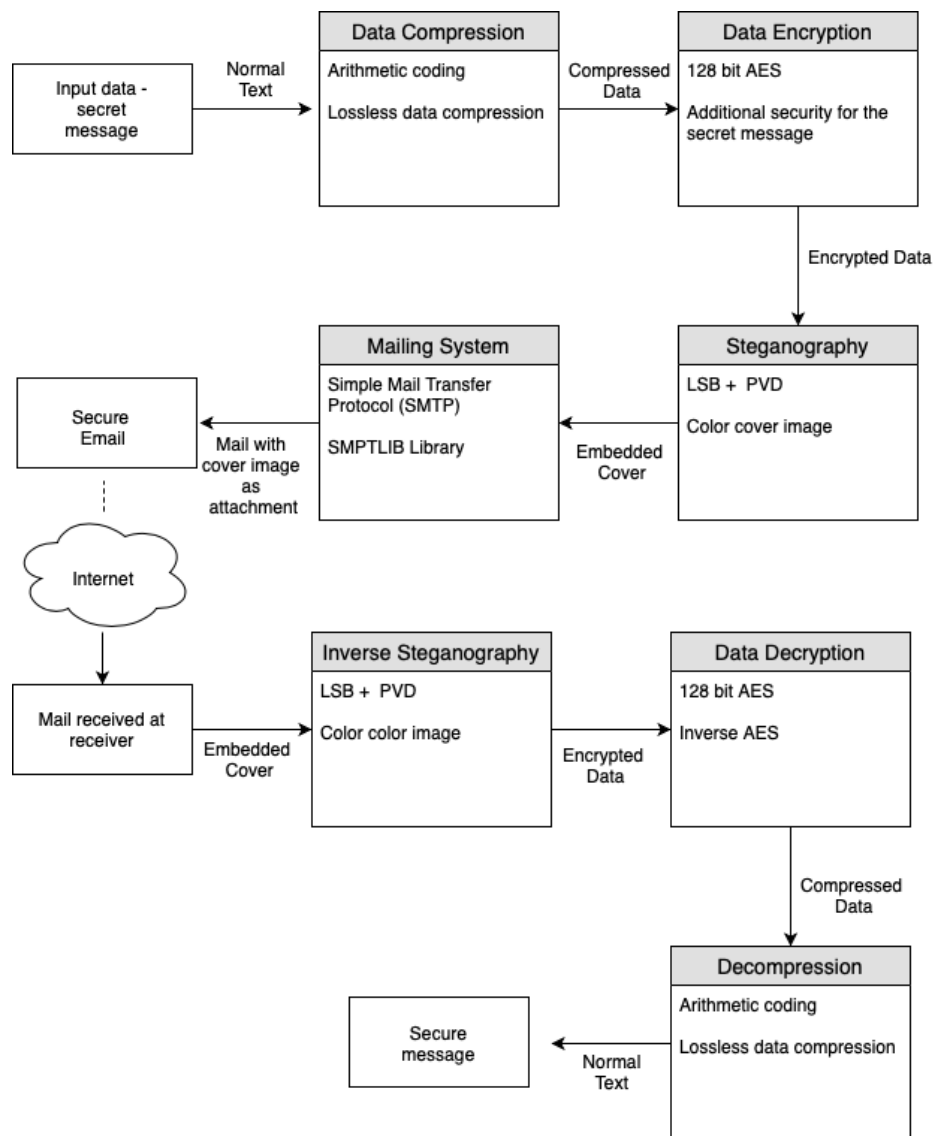 Input data -
secret
message
Normal
Text
Data Compression
Arithmetic coding
Lossless data compression
Compressed
Data
Data Encryption
128 bit AES
Additional security for the
secret message
Encrypted Data
Steganography
LSB + PVD
Color cover image
Embedded
Cover
Mailing System
Simple Mail Transfer
Protocol (SMTP)
SMPTLIB Library
Mail with
cover image
as
attachment
Secure
Email
Internet
Mail received at
receiver
Embedded
Cover
Inverse Steganography
LSB + PVD
Color color image
Encrypted
Data
Data Decryption
128 bit AES
Inverse AES
Compressed
Data
Decompression
Arithmetic coding
Lossless data compression
Normal
Text
Secure
message